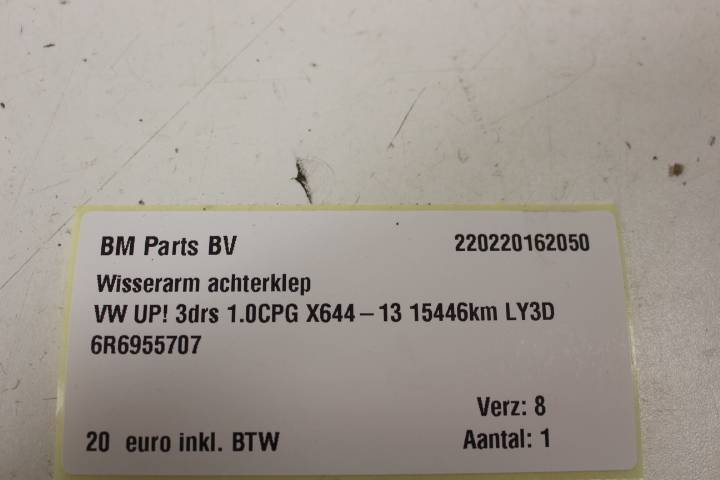 BM Parts BV 220220162050
Wisserarm achterklep
VW UP! 3drs 1.0CPG X644-13 15446km LY3D
6R6955707
Verz: 8
20 euro inkl. BTW Aantal: 1